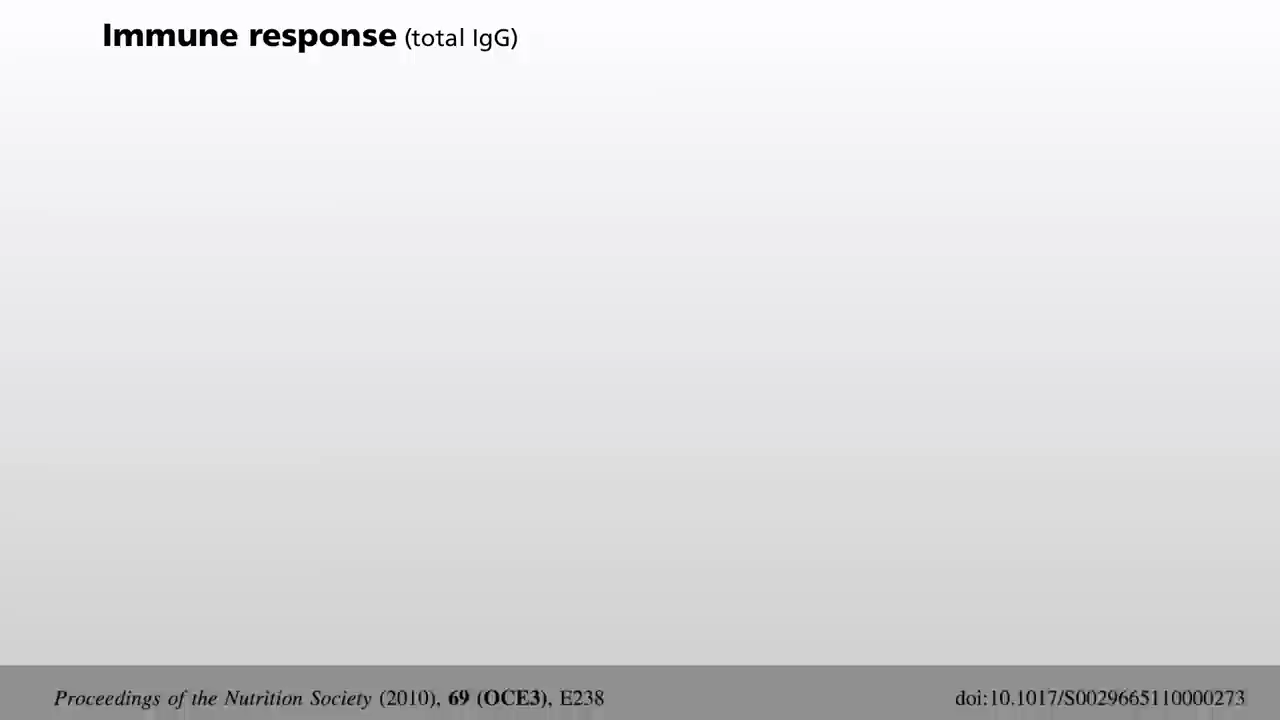 Immune response (total IgG)
Proceedings of the Nutrition Society (2010), 69 (OCE3), E238
doi:10.1017/S0029665110000273